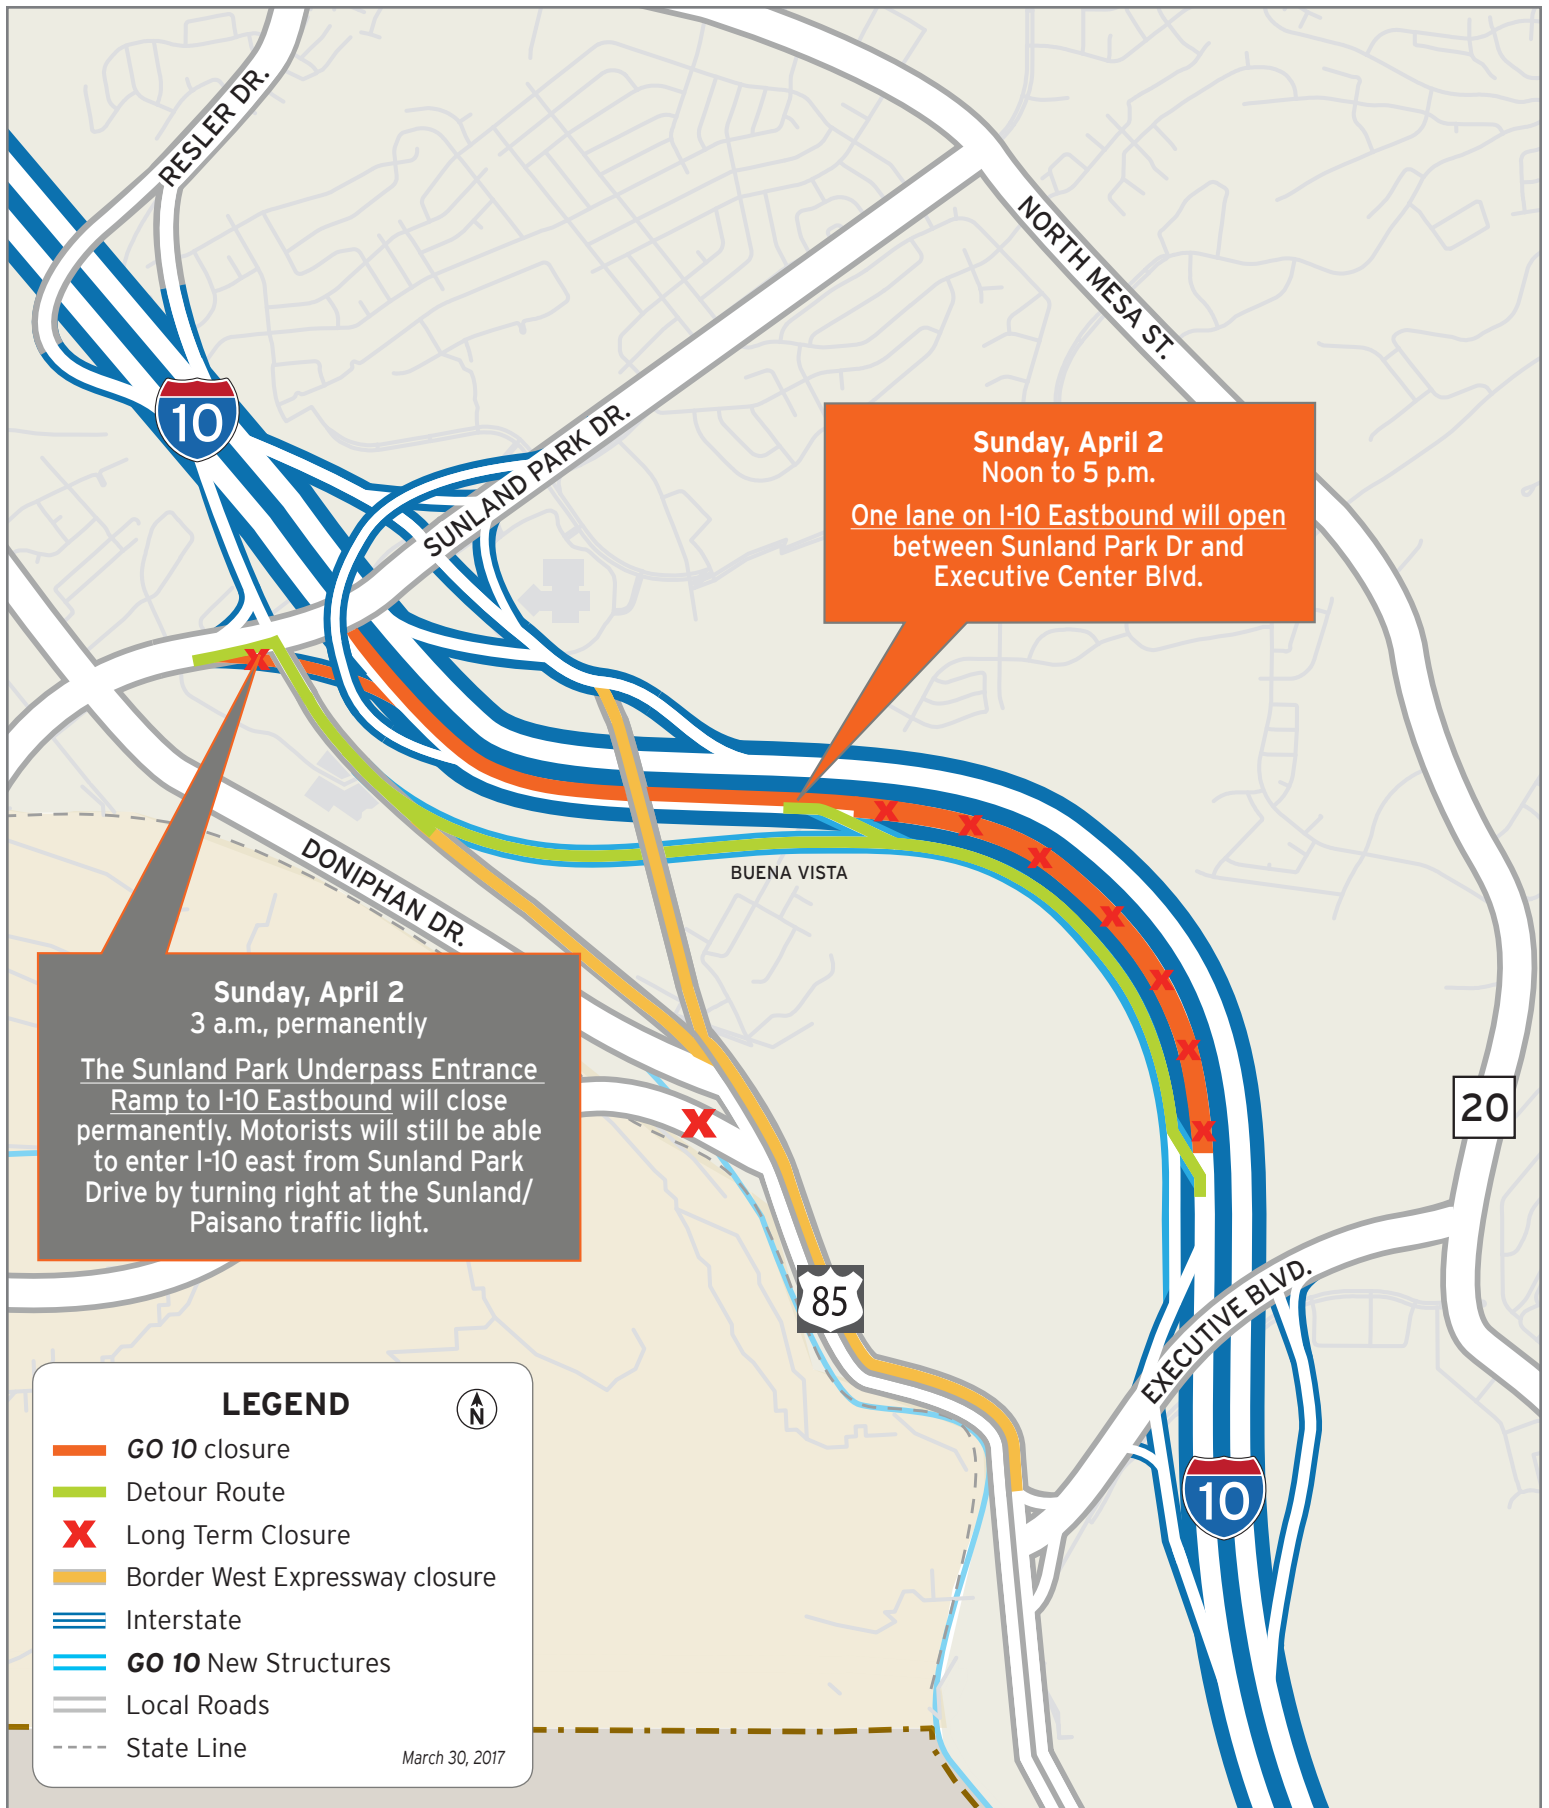 RESLER DR.
NORTH MESA ST.
10
SUNLAND PARK DR.
Sunday, April 2
Noon to 5 p.m.
One lane on I-10 Eastbound will open
between Sunland Park Dr and
Executive Center Blvd.
X
X
X
X
X
X
X
X
BUENA VISTA
DONIPHAN DR.
Sunday, April 2
3 a.m., permanently
The Sunland Park Underpass Entrance
Ramp to I-10 Eastbound will close
permanently. Motorists will still be able
to enter I-10 east from Sunland Park
Drive by turning right at the Sunland/
Paisano traffic light.
X
20
85
EXECUTIVE BLVD.
10
LEGEND
N
GO 10 closure
Detour Route
X Long Term Closure
Border West Expressway closure
Interstate
GO 10 New Structures
Local Roads
State Line
March 30, 2017